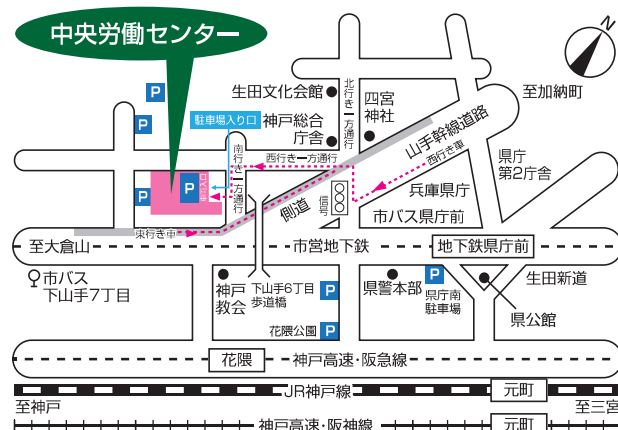 中央労働センター
N
P
生田文化会館
北行き一方通行
四宮
神社
至加納町
P
駐車場入り口
神戸総合
庁舎
山手幹線道路
南行き一方通行
西行き一方通行
西行き車
県庁
第2庁舎
P
P
車両入口
兵庫県庁
側道
信号
市バス県庁前
東行き車
至大倉山
市営地下鉄
地下鉄県庁前
市バス
下山手7丁目
神戸
教会
下山手6丁目
歩道橋
P
県警本部
P
県庁南
駐車場
生田新道
県公館
花隈公園
P
花隈
神戸高速・阪急線
JR神戸線
元町
至神戸
至三宮
神戸高速・阪神線
元町